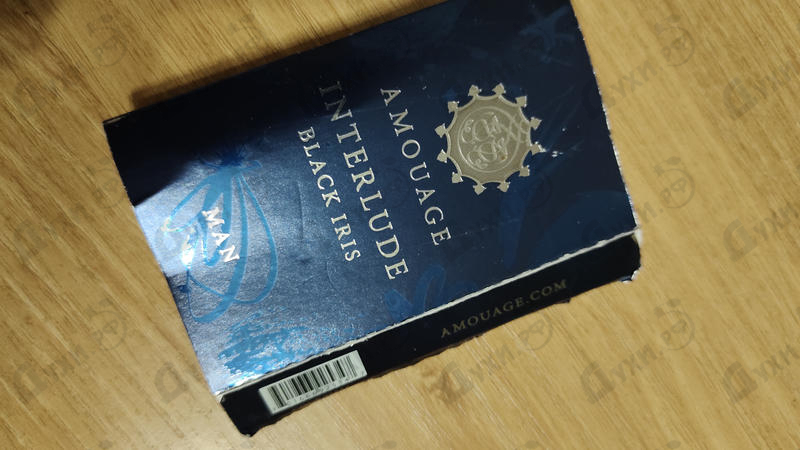 AMOUAGE
INTERLUDE
BLACK IRIS
MAN
AMOUAGE.COM